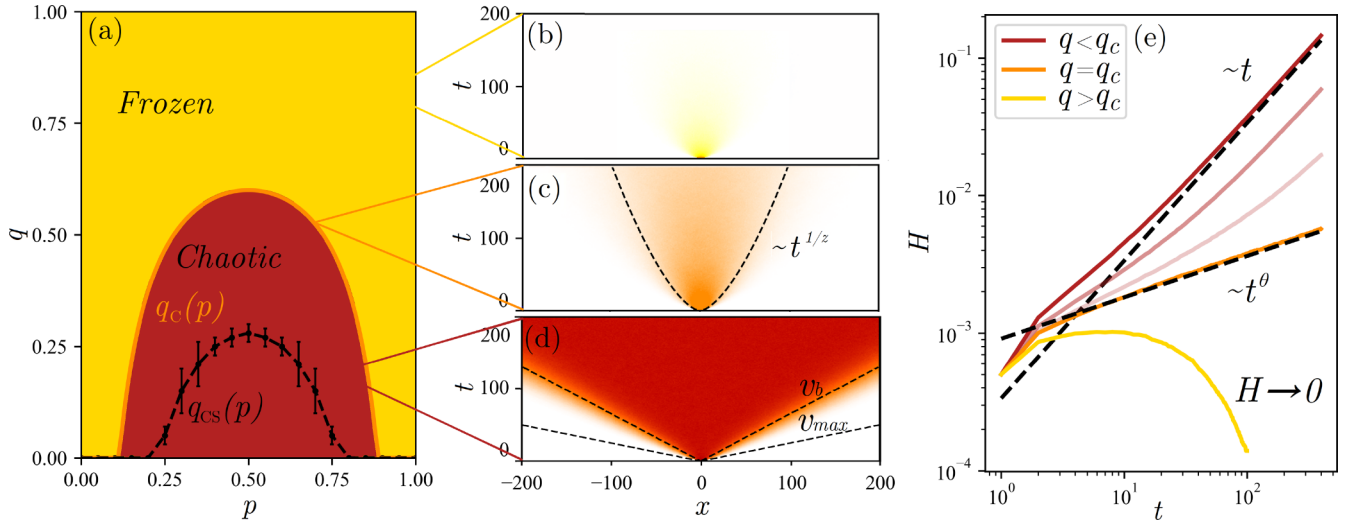 (a)
1.00
0.75
0.50
0.25
0.00
q
Frozen
Chaotic
q_C(p)
q_CS(p)
0.00 0.25 0.50 0.75 1.00
p
(b)
200
100
0
t
(c)
200
100
0
t
~t^{1/z}
(d)
200
100
0
t
v_b
v_max
−200 −100 0 100 200
x
(e)
q<q_c
q=q_c
q>q_c
~t
~t^θ
H→0
10^{-1}
10^{-2}
10^{-3}
10^{-4}
H
10^0 10^1 10^2
t